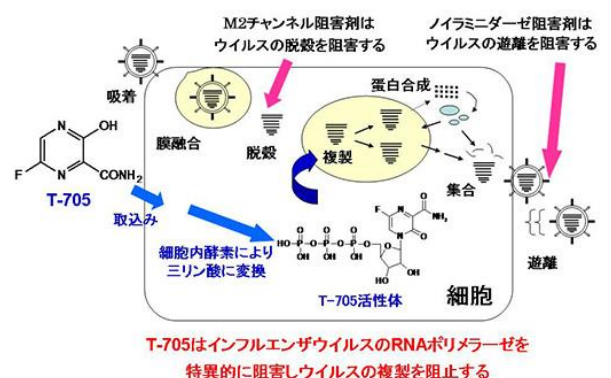 M2チャンネル阻害剤は
ウイルスの脱殻を阻害する
ノイラミニダーゼ阻害剤は
ウイルスの遊離を阻害する
吸着
膜融合
脱殻
蛋白合成
複製
集合
遊離
N
OH
F
N
CONH₂
T-705
取込み
細胞内酵素により
三リン酸に変換
F
N
O
NH₂
N
O
O
O
O
HO-P-O-P-O-P-O
OH
OH
OH
O
HO
OH
T-705活性体
細胞
T-705はインフルエンザウイルスのRNAポリメラーゼを
特異的に阻害しウイルスの複製を阻止する